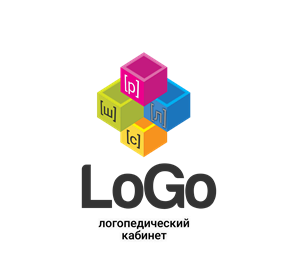 [р]
[ш] [л]
[с]
LoGo
логопедический
кабинет